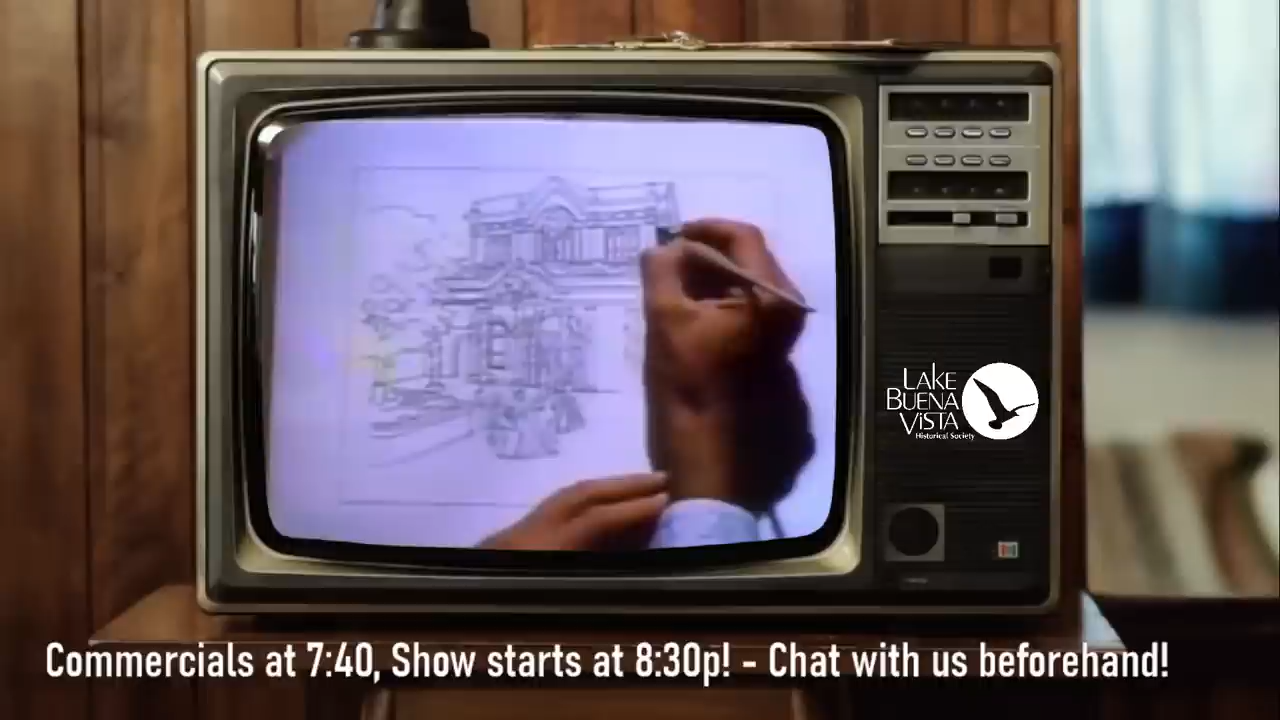 LAKE
BUENA
VISTA
Historical Society
Commercials at 7:40, Show starts at 8:30p! - Chat with us beforehand!